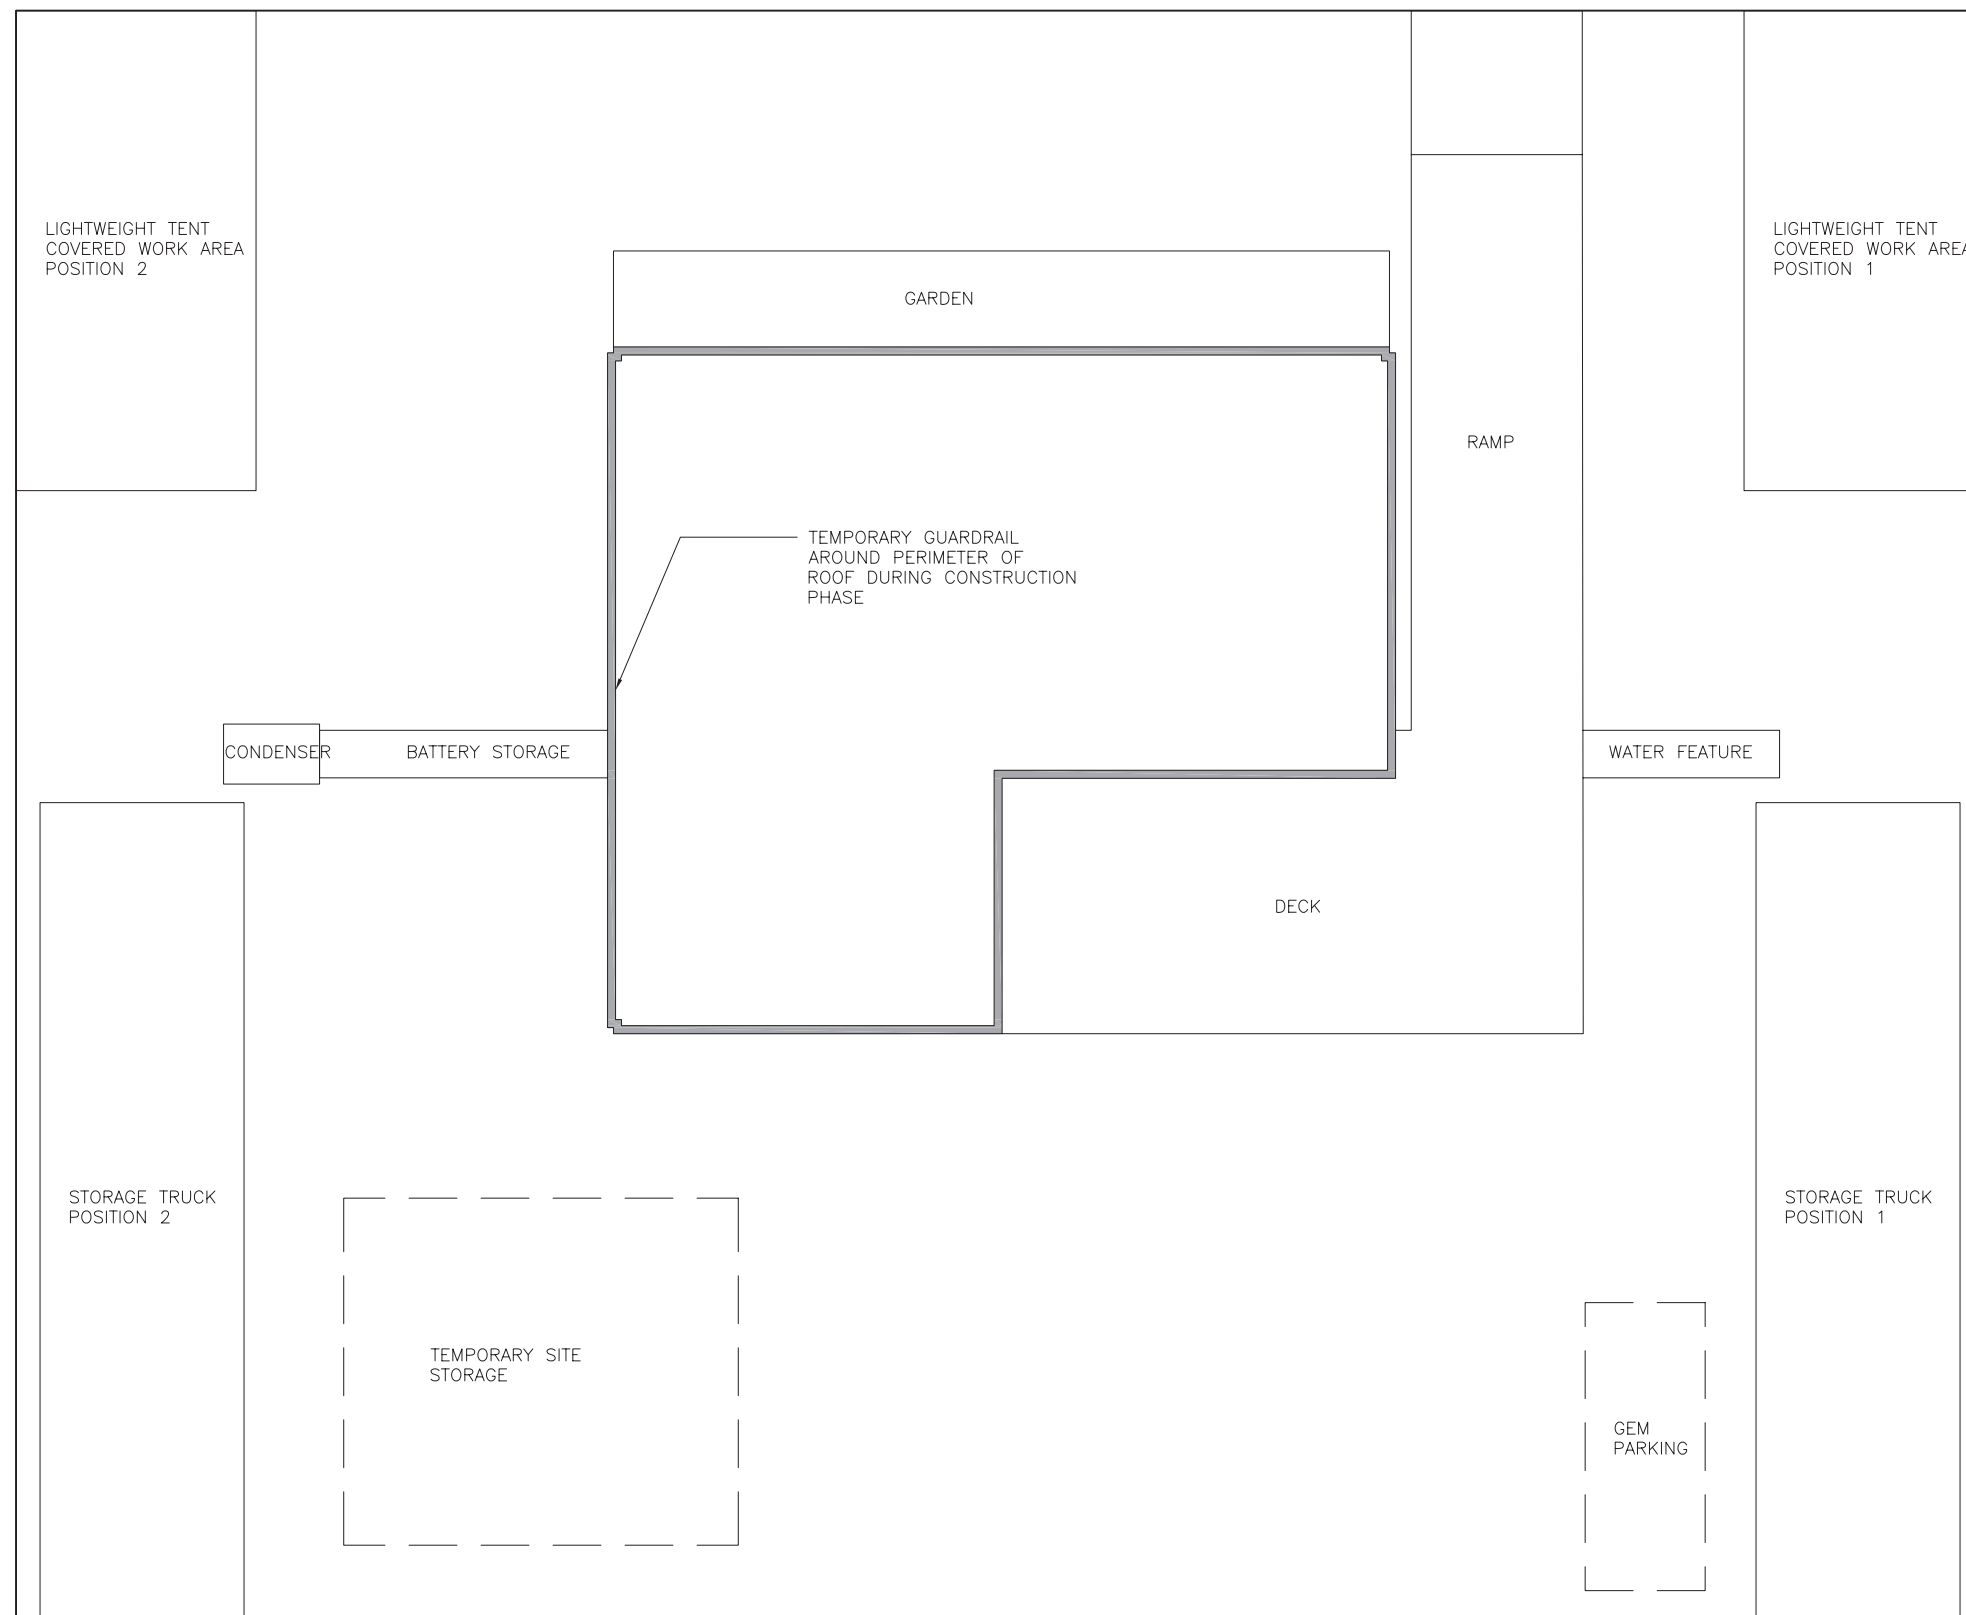 LIGHTWEIGHT TENT
COVERED WORK AREA
POSITION 2
LIGHTWEIGHT TENT
COVERED WORK AREA
POSITION 1
GARDEN
RAMP
TEMPORARY GUARDRAIL
AROUND PERIMETER OF
ROOF DURING CONSTRUCTION
PHASE
CONDENSER
BATTERY STORAGE
WATER FEATURE
DECK
STORAGE TRUCK
POSITION 2
STORAGE TRUCK
POSITION 1
TEMPORARY SITE
STORAGE
GEM
PARKING